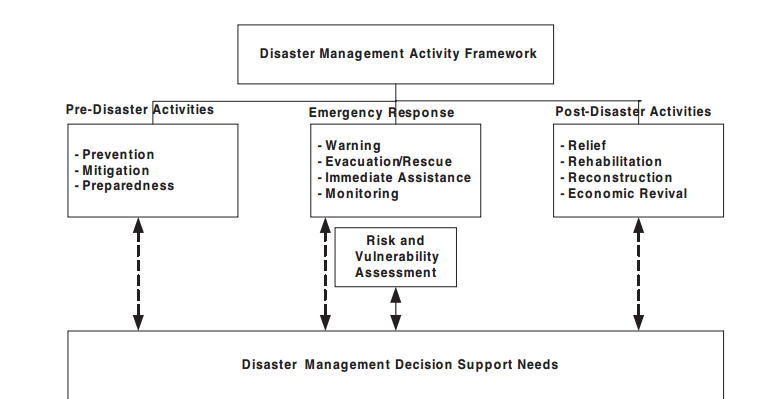 Disaster Management Activity Framework
Pre-Disaster Activities
Emergency Response
Post-Disaster Activities
- Prevention
- Mitigation
- Preparedness
- Warning
- Evacuation/Rescue
- Immediate Assistance
- Monitoring
- Relief
- Rehabilitation
- Reconstruction
- Economic Revival
Risk and
Vulnerability
Assessment
Disaster Management Decision Support Needs